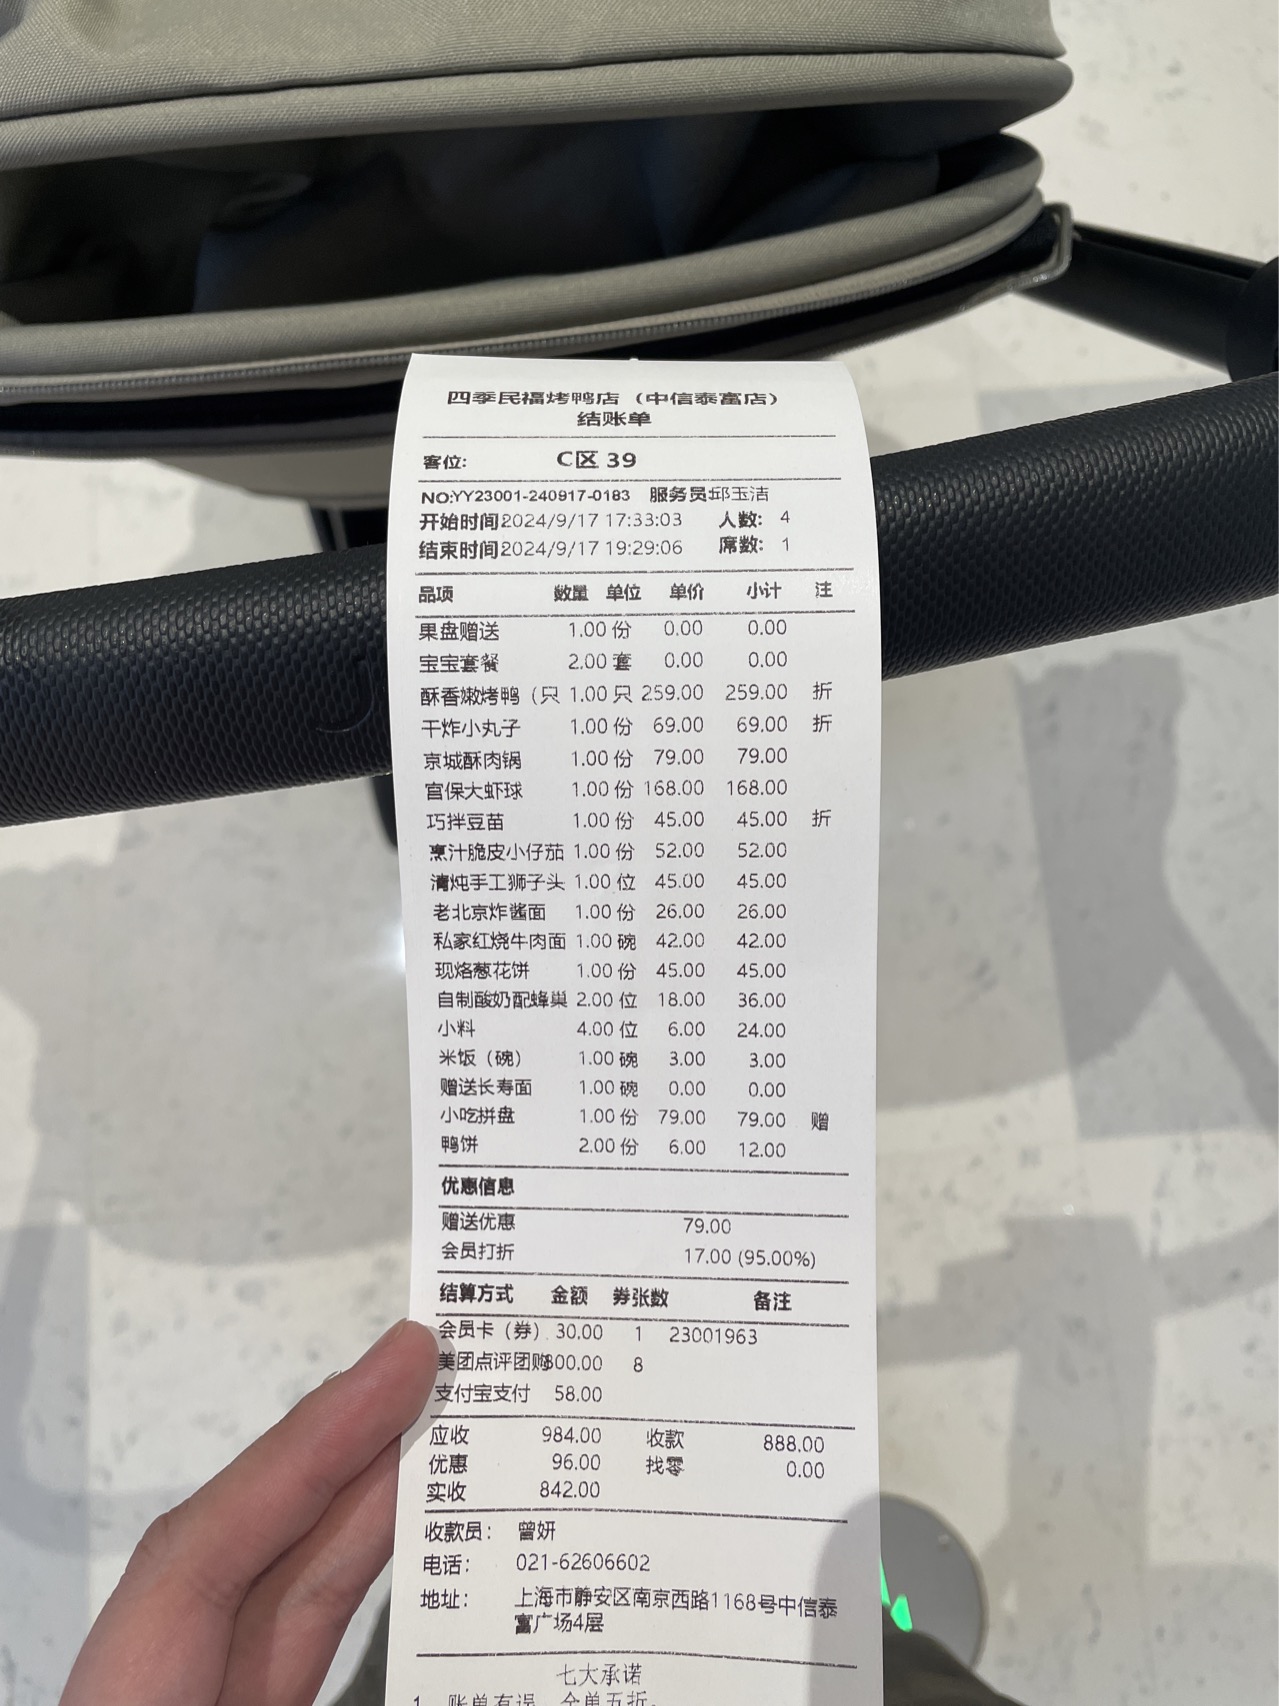 四季民福烤鸭店（中信泰富店）
结账单
客位: C区 39
NO:YY23001-240917-0183 服务员邱玉洁
开始时间2024/9/17 17:33:03 人数: 4
结束时间2024/9/17 19:29:06 席数: 1
品项 数量 单位 单价 小计 注
果盘赠送 1.00 份 0.00 0.00
宝宝套餐 2.00 套 0.00 0.00
酥香嫩烤鸭（只 1.00 只 259.00 259.00 折
干炸小丸子 1.00 份 69.00 69.00 折
京城酥肉锅 1.00 份 79.00 79.00
宫保大虾球 1.00 份 168.00 168.00
巧拌豆苗 1.00 份 45.00 45.00 折
烹汁脆皮小仔茄 1.00 份 52.00 52.00
清炖手工狮子头 1.00 位 45.00 45.00
老北京炸酱面 1.00 份 26.00 26.00
私家红烧牛肉面 1.00 碗 42.00 42.00
现烙葱花饼 1.00 份 45.00 45.00
自制酸奶配蜂巢 2.00 位 18.00 36.00
小料 4.00 位 6.00 24.00
米饭（碗） 1.00 碗 3.00 3.00
赠送长寿面 1.00 碗 0.00 0.00
小吃拼盘 1.00 份 79.00 79.00 赠
鸭饼 2.00 份 6.00 12.00
优惠信息
赠送优惠 79.00
会员打折 17.00 (95.00%)
结算方式 金额 券张数 备注
会员卡（券） 30.00 1 23001963
美团点评团购800.00 8
支付宝支付 58.00
应收 984.00 收款 888.00
优惠 96.00 找零 0.00
实收 842.00
收款员: 曾妍
电话: 021-62606602
地址: 上海市静安区南京西路1168号中信泰
富广场4层
七大承诺
1、账单有误，全单五折。